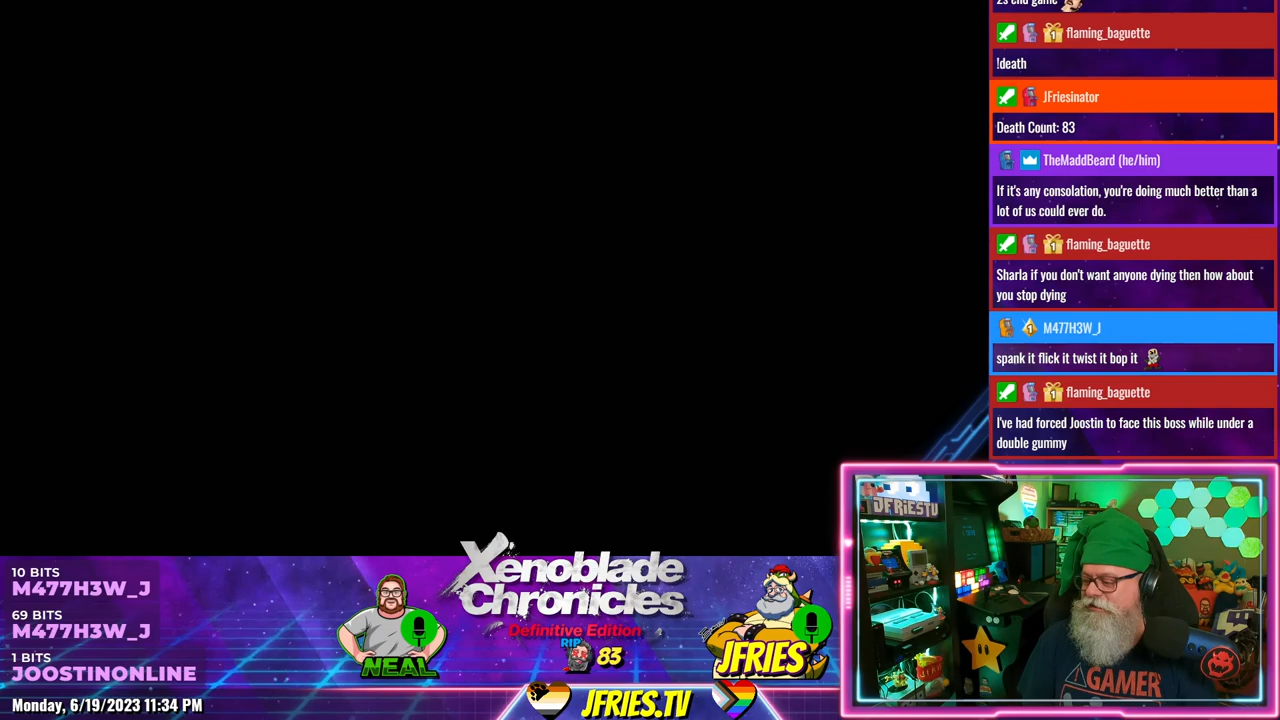 2s end game
flaming_baguette
!death
JFriesinator
Death Count: 83
TheMaddBeard (he/him)
If it's any consolation, you're doing much better than a
lot of us could ever do.
flaming_baguette
Sharla if you don't want anyone dying then how about
you stop dying
M477H3W_J
spank it flick it twist it bop it
flaming_baguette
I've had forced Joostin to face this boss while under a
double gummy
10 BITS
M477H3W_J
69 BITS
M477H3W_J
1 BITS
JOOSTINONLINE
Monday, 6/19/2023 11:34 PM
NEAL
Xenoblade
Chronicles
Definitive Edition
RIP
83
JFRIES
JFRIES.TV
JFRIESTV
GAMER